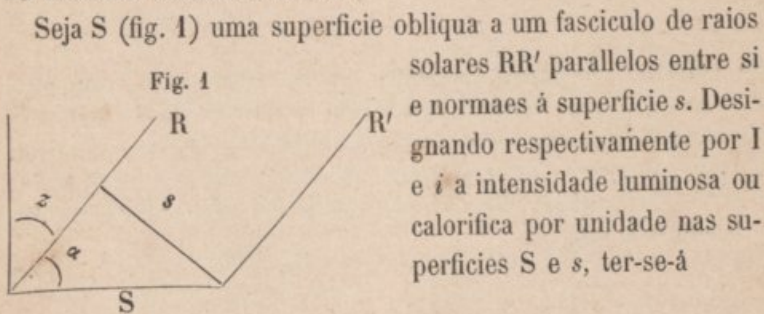 Seja S (fig. 1) uma superficie obliqua a um fasciculo de raios
Fig. 1
solares RR′ parallelos entre si
e normaes á superficie s. Desi-
gnando respectivamente por I
e i a intensidade luminosa ou
calorifica por unidade nas su-
perficies S e s, ter-se-á
R
R′
z
s
α
S